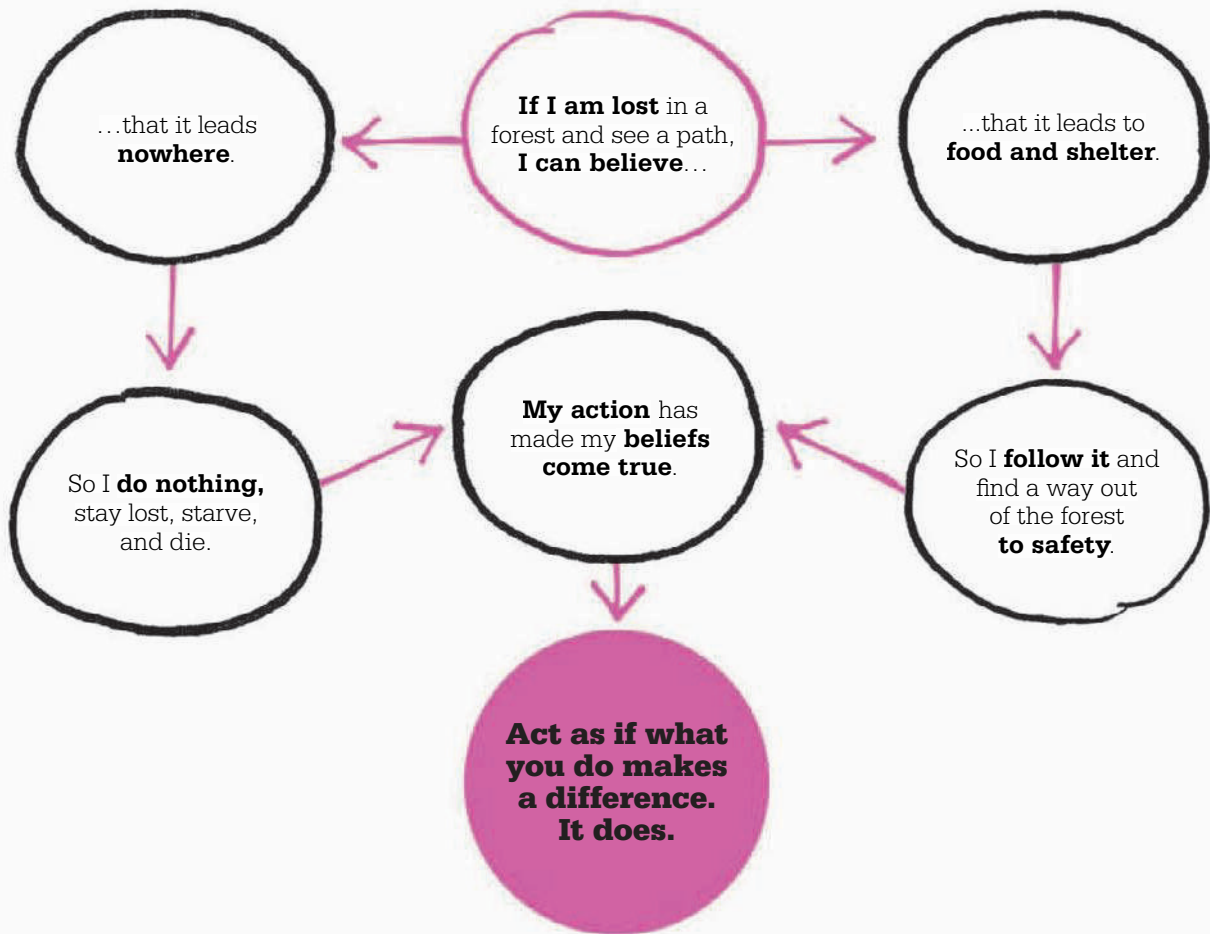 …that it leads
nowhere.
If I am lost in a
forest and see a path,
I can believe…
...that it leads to
food and shelter.
So I do nothing,
stay lost, starve,
and die.
My action has
made my beliefs
come true.
So I follow it and
find a way out
of the forest
to safety.
Act as if what
you do makes
a difference.
It does.